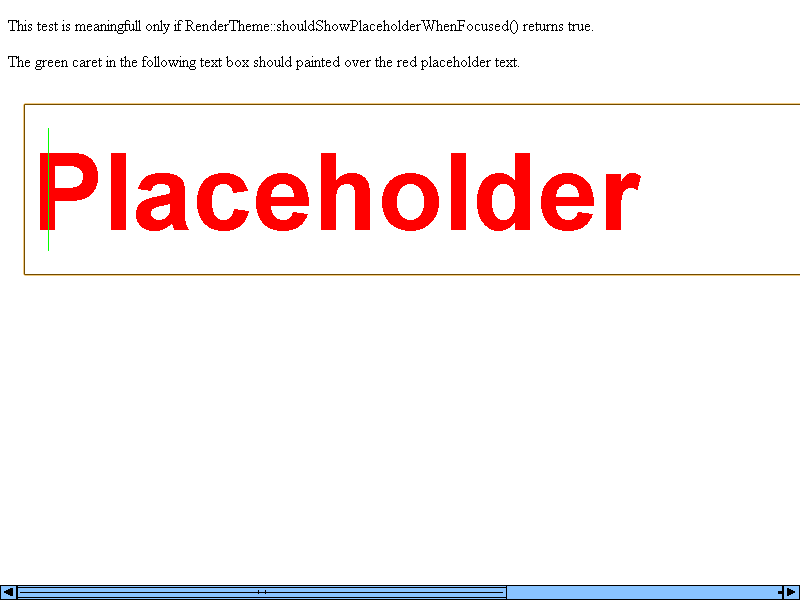 This test is meaningfull only if RenderTheme::shouldShowPlaceholderWhenFocused() returns true.
The green caret in the following text box should painted over the red placeholder text.
Placeholder